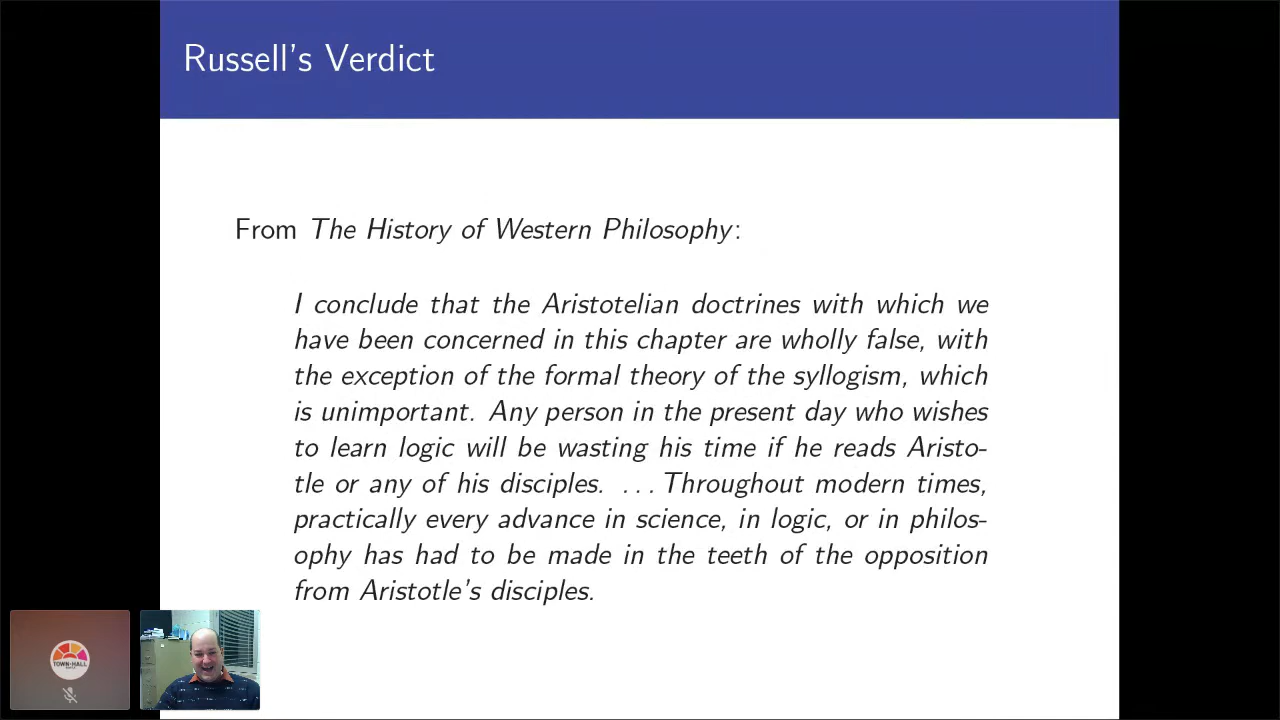 Russell's Verdict
From The History of Western Philosophy:
I conclude that the Aristotelian doctrines with which we
have been concerned in this chapter are wholly false, with
the exception of the formal theory of the syllogism, which
is unimportant. Any person in the present day who wishes
to learn logic will be wasting his time if he reads Aristo-
tle or any of his disciples. ... Throughout modern times,
practically every advance in science, in logic, or in philos-
ophy has had to be made in the teeth of the opposition
from Aristotle's disciples.
TOWN HALL